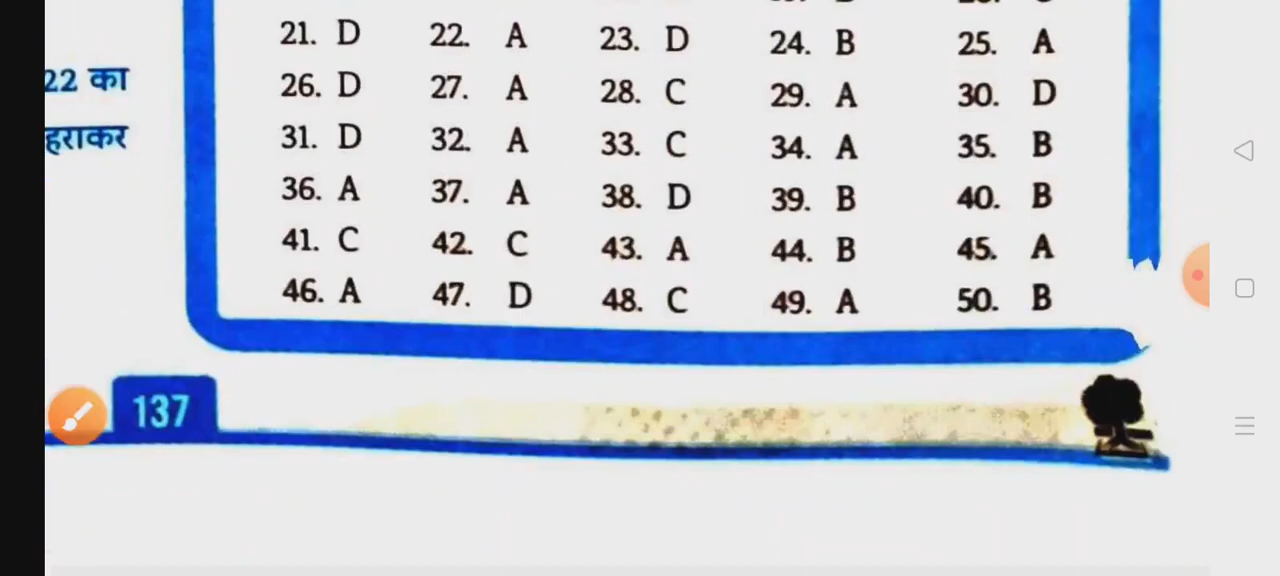 21. D 22. A 23. D 24. B 25. A
22 का
26. D 27. A 28. C 29. A 30. D
हराकर
31. D 32. A 33. C 34. A 35. B
36. A 37. A 38. D 39. B 40. B
41. C 42. C 43. A 44. B 45. A
46. A 47. D 48. C 49. A 50. B
137